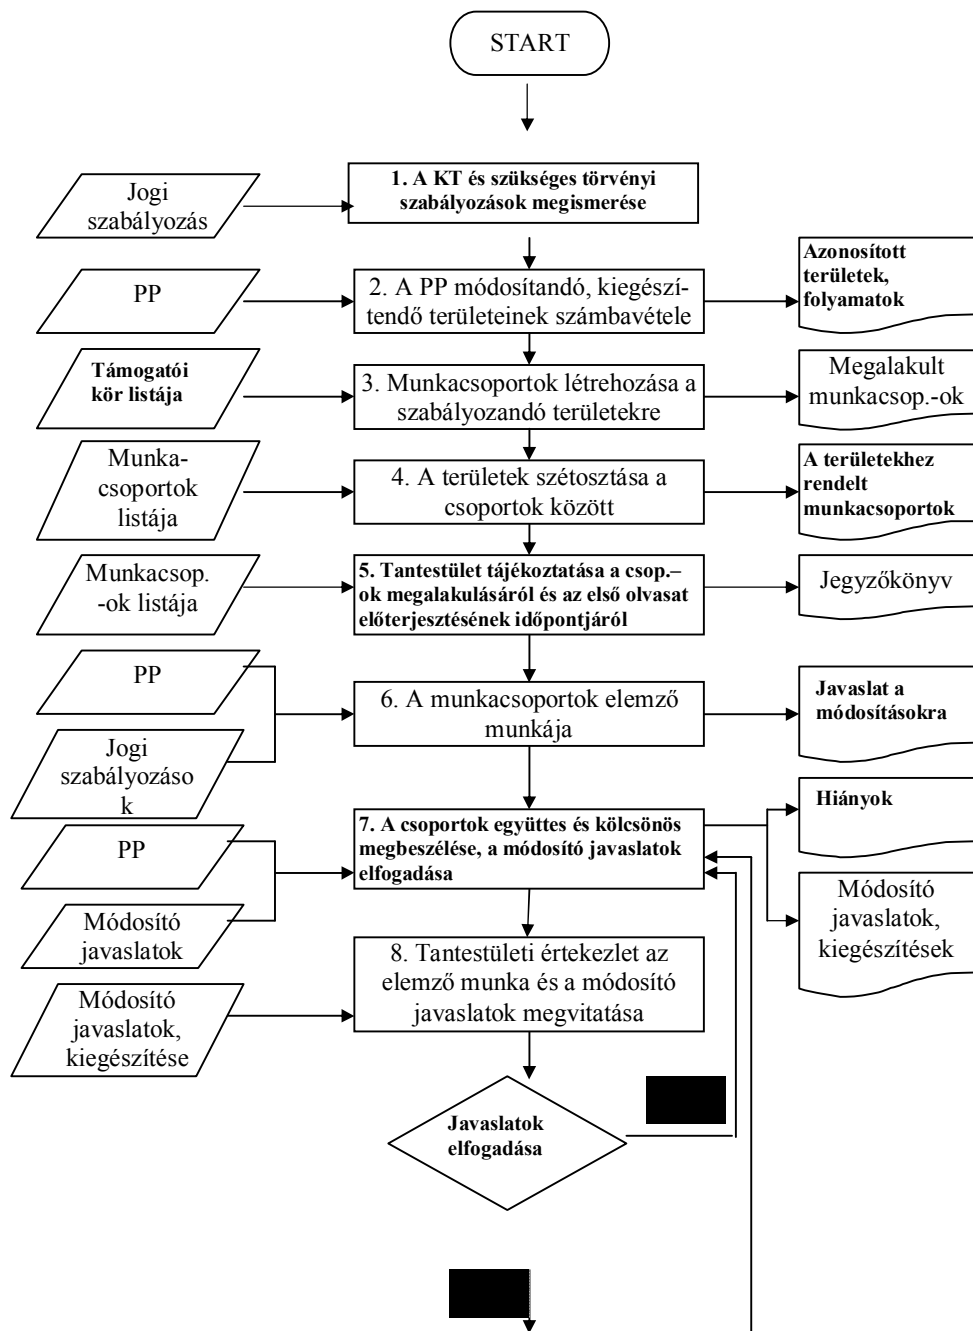 START
Jogi
szabályozás
1. A KT és szükséges törvényi
szabályozások megismerése
PP
2. A PP módosítandó, kiegészí-
tendő területeinek számbavétele
Azonosított
területek,
folyamatok
Támogatói
kör listája
3. Munkacsoportok létrehozása a
szabályozandó területekre
Megalakult
munkacsop.-ok
Munka-
csoportok
listája
4. A területek szétosztása a
csoportok között
A területekhez
rendelt
munkacsoportok
Munkacsop.
-ok listája
5. Tantestület tájékoztatása a csop.–
ok megalakulásáról és az első olvasat
előterjesztésének időpontjáról
Jegyzőkönyv
PP
Jogi
szabályozáso
k
6. A munkacsoportok elemző
munkája
Javaslat a
módosításokra
PP
Módosító
javaslatok
7. A csoportok együttes és kölcsönös
megbeszélése, a módosító javaslatok
elfogadása
Hiányok
Módosító
javaslatok,
kiegészítések
Módosító
javaslatok,
kiegészítése
8. Tantestületi értekezlet az
elemző munka és a módosító
javaslatok megvitatása
Javaslatok
elfogadása